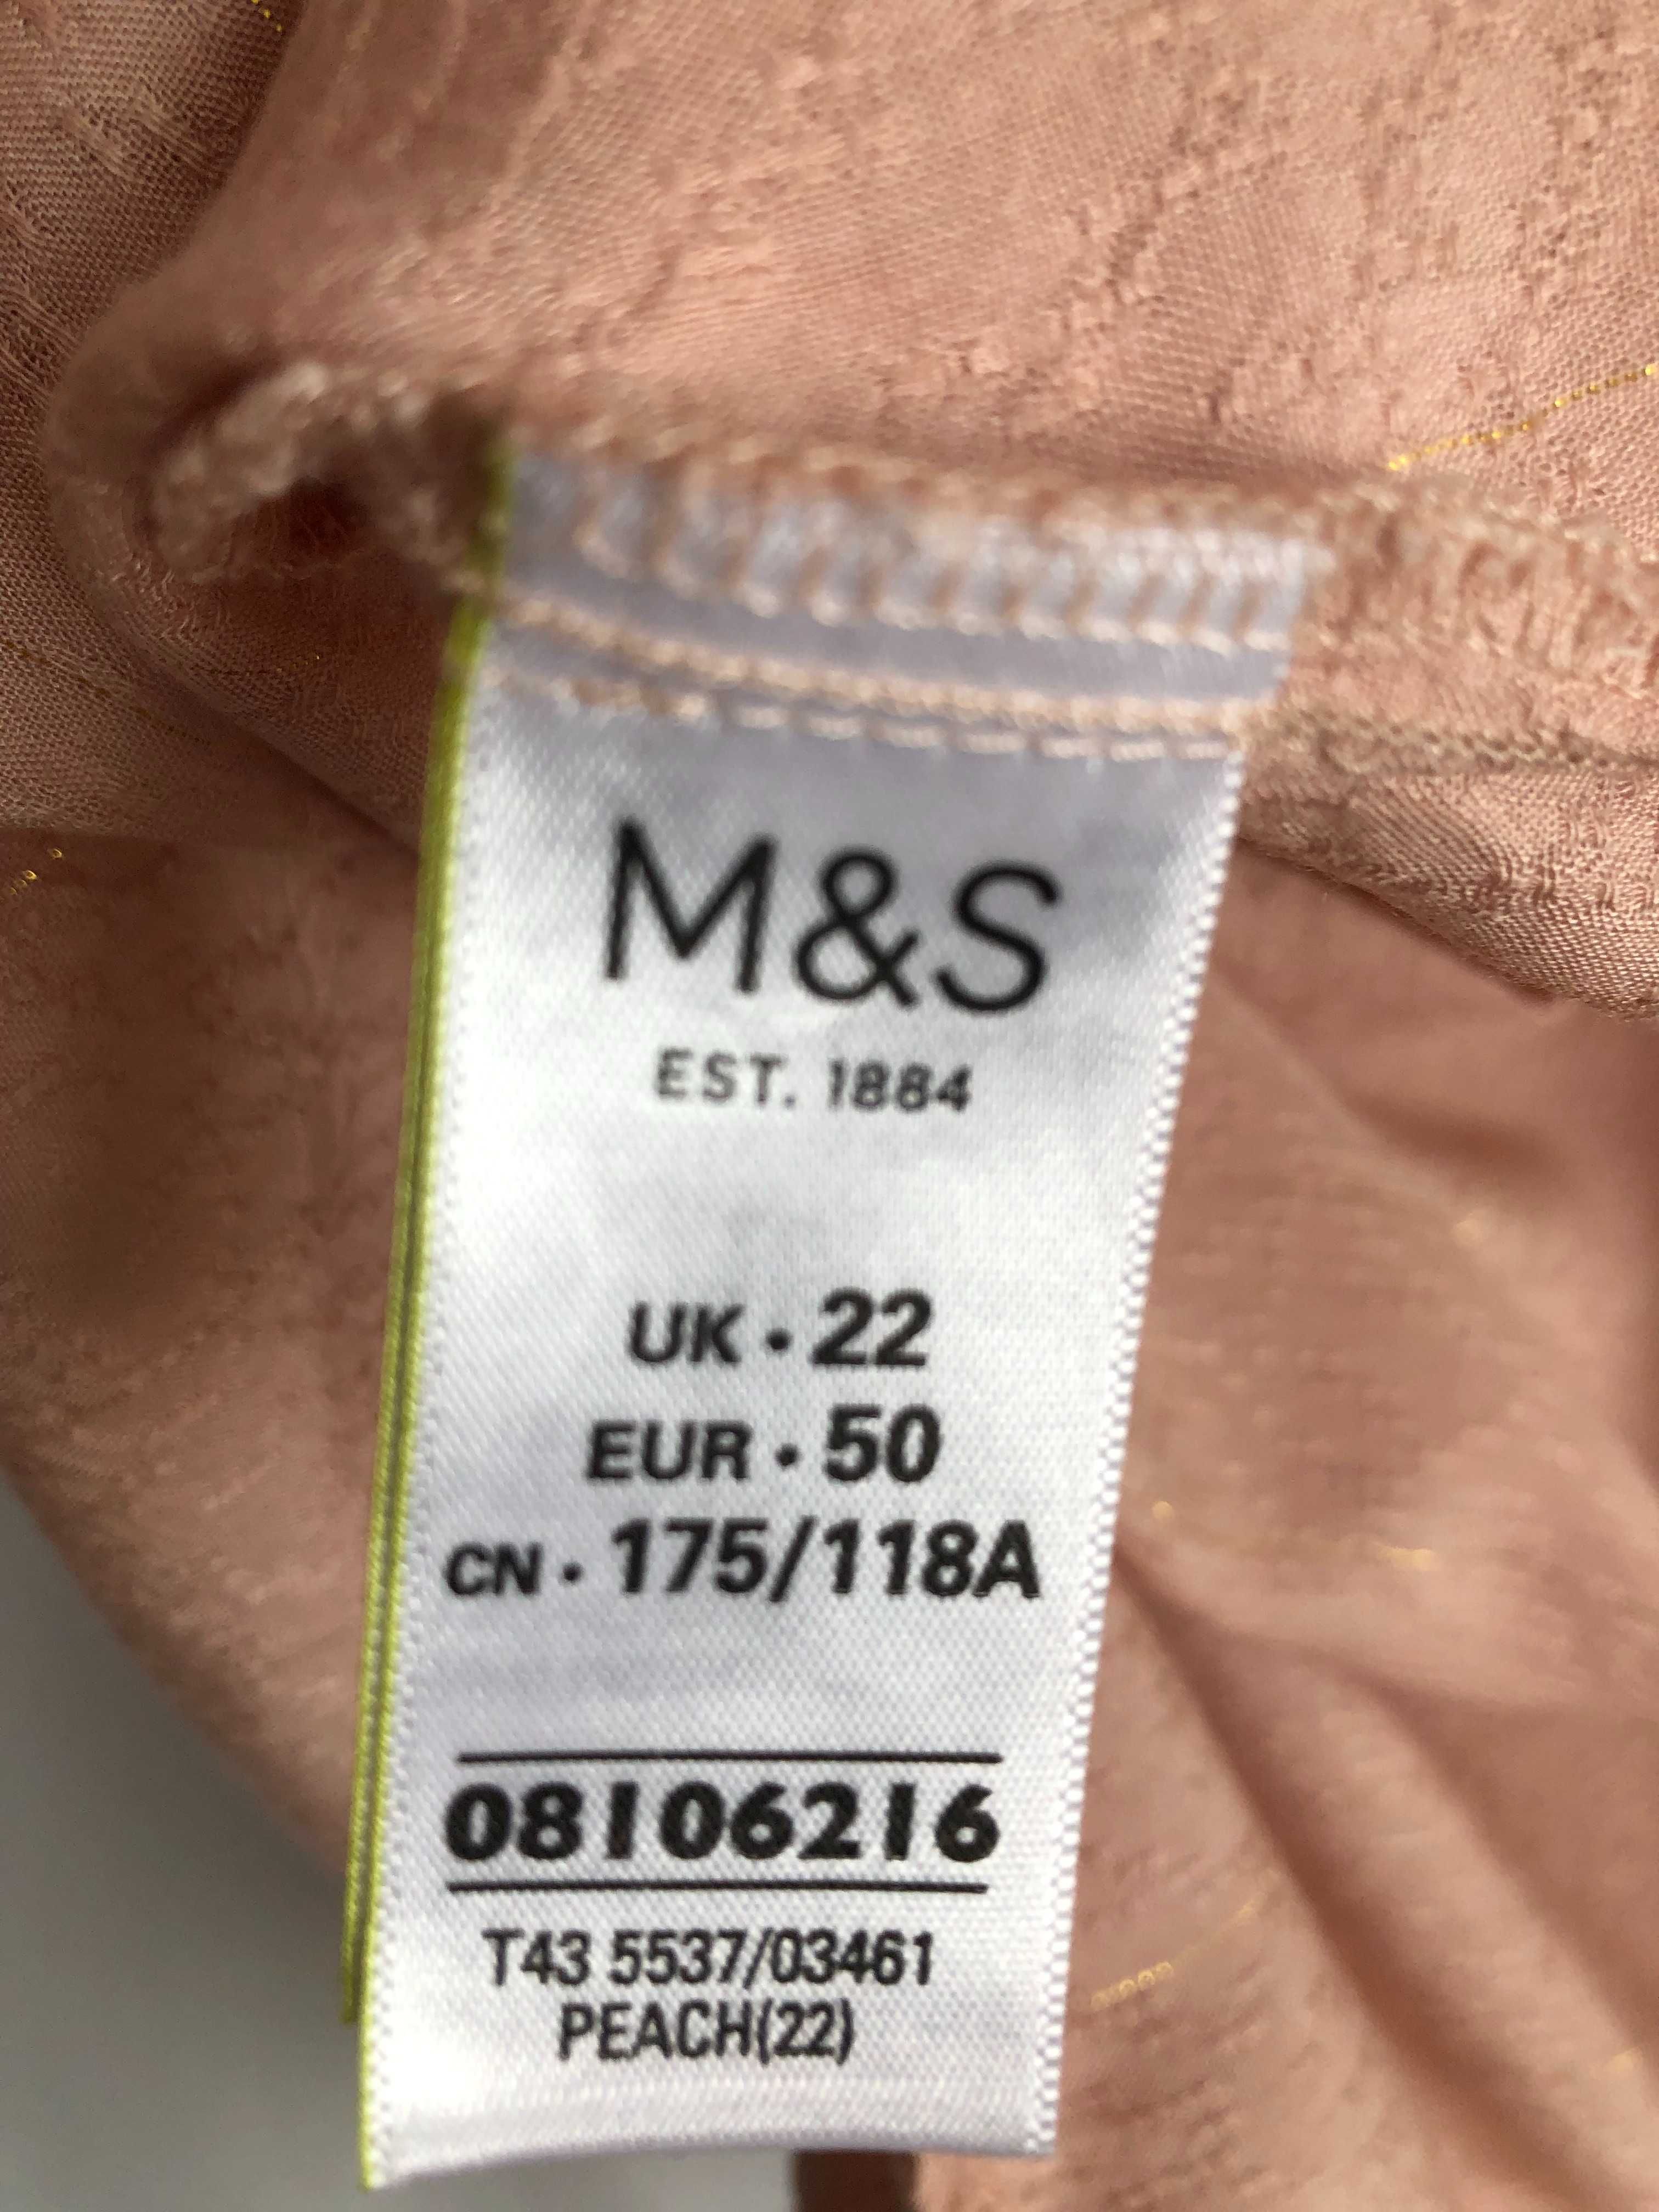 M&S
EST. 1884
UK · 22
EUR · 50
CN · 175/118A
08106216
T43 5537/03461
PEACH(22)